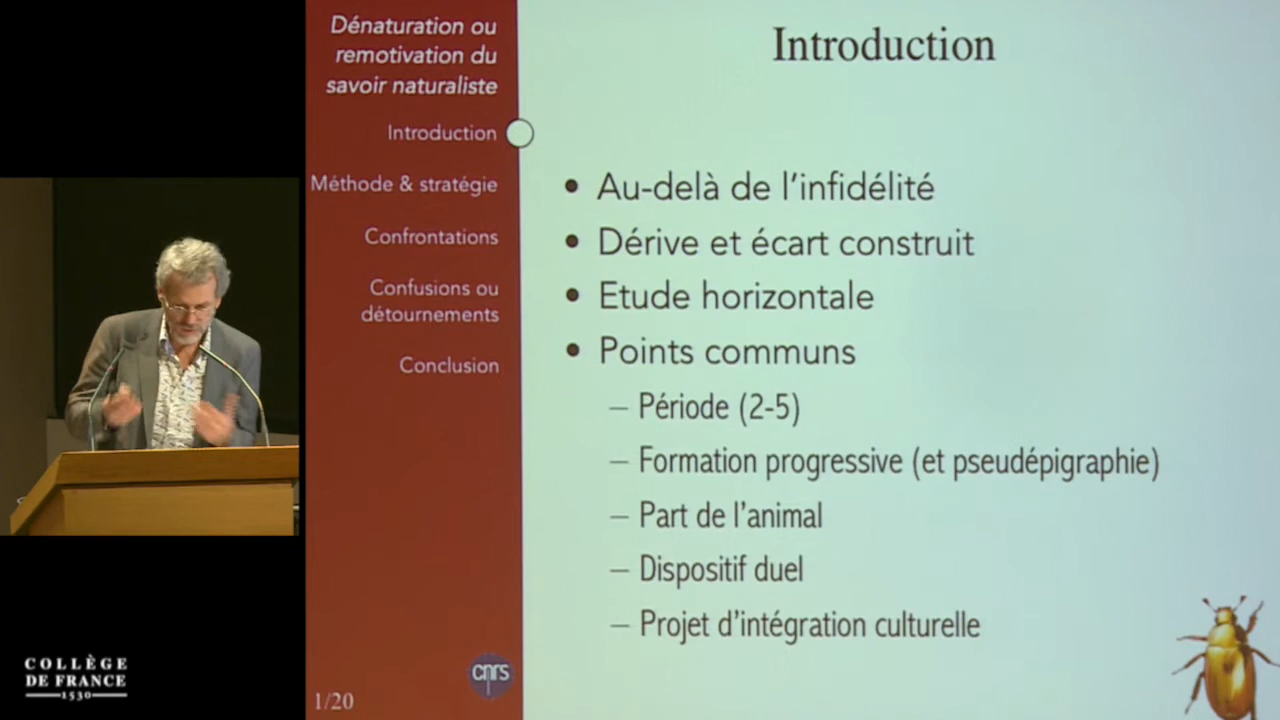 Dénaturation ou
remotivation du
savoir naturaliste
Introduction
Méthode & stratégie
Confrontations
Confusions ou
détournements
Conclusion
cnrs
1/20
Introduction
• Au-delà de l'infidélité
• Dérive et écart construit
• Etude horizontale
• Points communs
– Période (2-5)
– Formation progressive (et pseudépigraphie)
– Part de l'animal
– Dispositif duel
– Projet d'intégration culturelle
COLLÈGE
DE FRANCE
1530